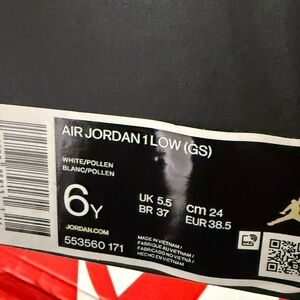 AIR JORDAN 1 LOW (GS)
WHITE/POLLEN
BLANC/POLLEN
6Y
UK 5.5
CM 24
BR 37
EUR 38.5
JORDAN.COM
553560 171
MADE IN VIETNAM /
FABRIQUÉ AU VIETNAM /
FABRICADO NO VIETNÃ /
HECHO EN VIETNAM